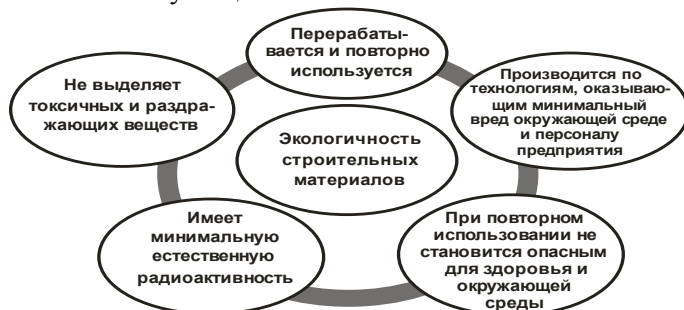 Перерабаты-
вается и повторно
используется
Не выделяет
токсичных и раздра-
жающих веществ
Производится по
технологиям, оказываю-
щим минимальный
вред окружающей среде
и персоналу
предприятия
Экологичность
строительных
материалов
Имеет
минимальную
естественную
радиоактивность
При повторном
использовании не
становится опасным
для здоровья и
окружающей
среды